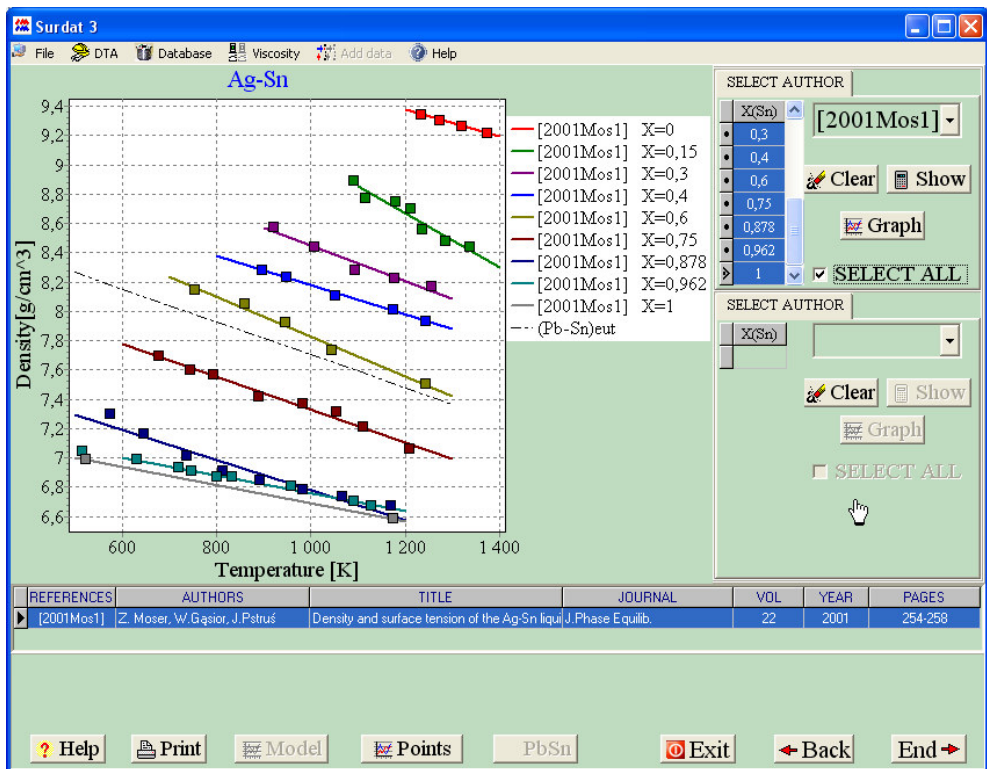 Surdat 3
File DTA Database Viscosity Add data Help
Ag-Sn
9,4
9,2
9
8,8
8,6
8,4
8,2
8
7,8
7,6
7,4
7,2
7
6,8
6,6
Density[g/cm^3]
600 800 1 000 1 200 1 400
Temperature [K]
[2001Mos1] X=0
[2001Mos1] X=0,15
[2001Mos1] X=0,3
[2001Mos1] X=0,4
[2001Mos1] X=0,6
[2001Mos1] X=0,75
[2001Mos1] X=0,878
[2001Mos1] X=0,962
[2001Mos1] X=1
(Pb-Sn)eut
SELECT AUTHOR
X(Sn)
0,3
0,4
0,6
0,75
0,878
0,962
1
[2001Mos1]
Clear Show
Graph
SELECT ALL
SELECT AUTHOR
X(Sn)
Clear Show
Graph
SELECT ALL
REFERENCES AUTHORS TITLE JOURNAL VOL YEAR PAGES
[2001Mos1] Z. Moser, W.Gąsior, J.Pstruś Density and surface tension of the Ag-Sn liqui J.Phase Equilib. 22 2001 254-258
Help Print Model Points PbSn Exit Back End